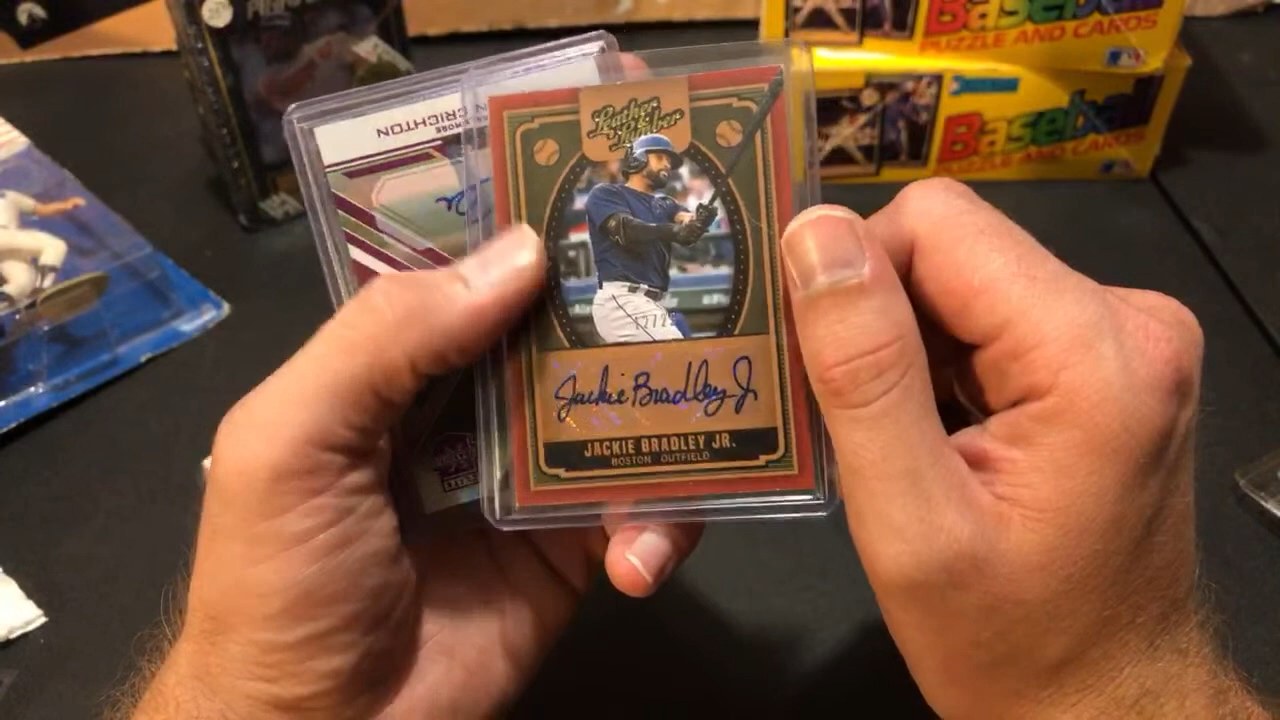 Baseball
PUZZLE AND CARDS
Baseball
PUZZLE AND CARDS
CRICHTON
Leather
& Lumber
Jackie Bradley Jr
JACKIE BRADLEY JR.
BOSTON OUTFIELD